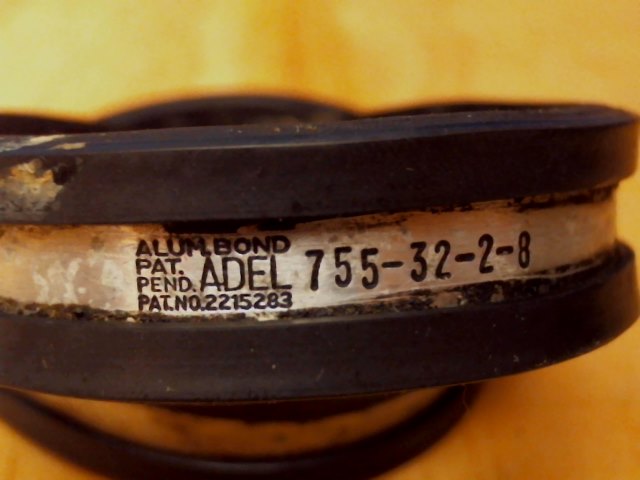 ALUM.BOND
PAT.
PEND. ADEL 755-32-2-8
PAT.NO.2215283